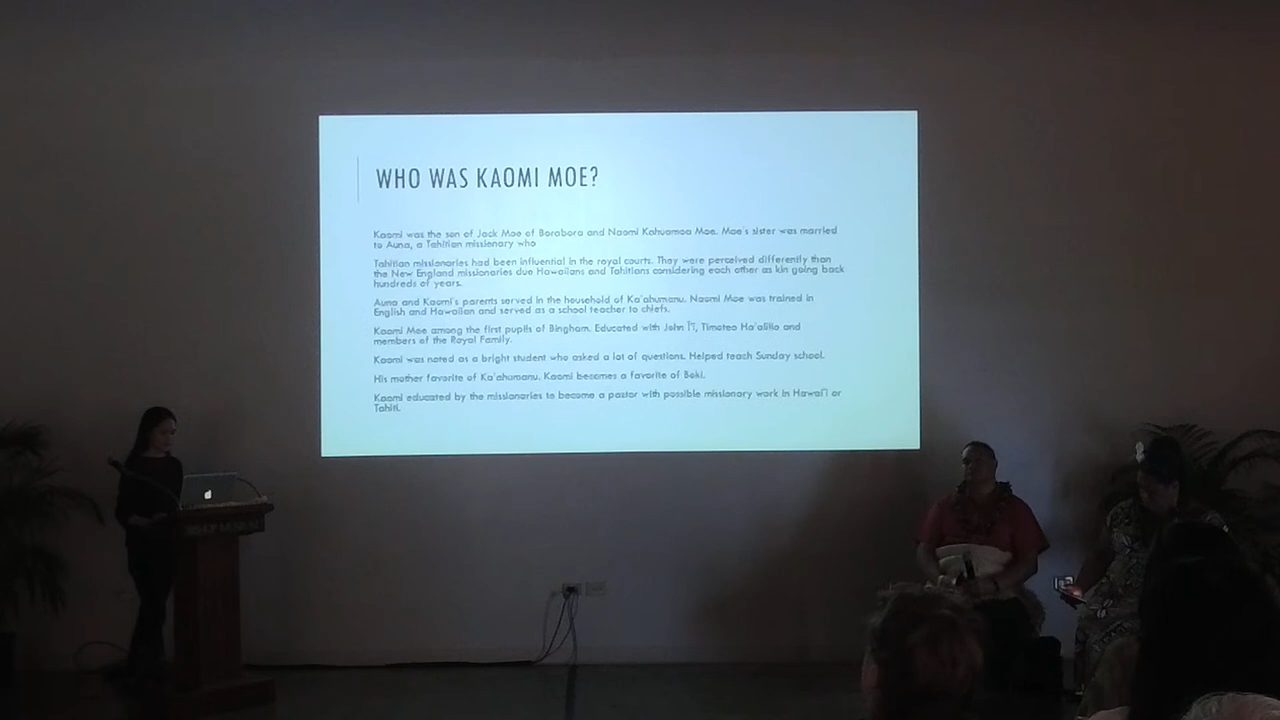 WHO WAS KAOMI MOE?
Kaomi was the son of Jack Moe of Borabora and Naomi Kahuamoa Moe. Moe's sister was married
to Auna, a Tahitian missionary who
Tahitian missionaries had been influential in the royal courts. They were perceived differently than
the New England missionaries due Hawaiians and Tahitians considering each other as kin going back
hundreds of years.
Auna and Kaomi's parents served in the household of Ka'ahumanu. Naomi Moe was trained in
English and Hawaiian and served as a school teacher to chiefs.
Kaomi Moe among the first pupils of Bingham. Educated with John Īʻī, Timoteo Ha'alilio and
members of the Royal Family.
Kaomi was noted as a bright student who asked a lot of questions. Helped teach Sunday school.
His mother favorite of Ka'ahumanu. Kaomi becomes a favorite of Boki.
Kaomi educated by the missionaries to become a pastor with possible missionary work in Hawai'i or
Tahiti.